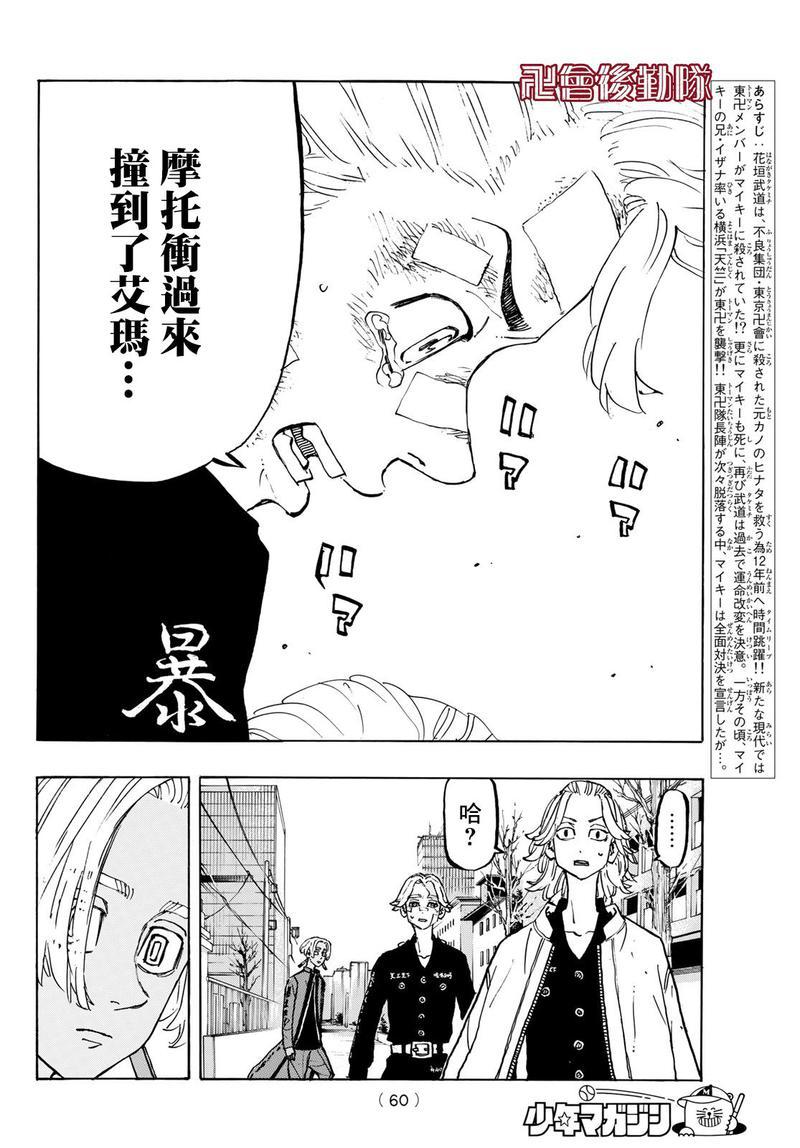 卍會後勤隊
あらすじ：花垣武道は、不良集団・東京卍會に殺された元カノのヒナタを救う為12年前へ時間跳躍!! 新たな現代では
東卍メンバーがマイキーに殺されていた!? 更にマイキーも死に、再び武道は過去で運命改変を決意。一方その頃、マイ
キーの兄・イザナ率いる横浜「天竺」が東卍を襲撃!! 東卍隊長陣が次々脱落する中、マイキーは全面対決を宣言したが…。
摩托衝過來
撞到了艾瑪…
ハァ
ハァ
ハァ
暴
……
哈?
(60)
少年マガジン